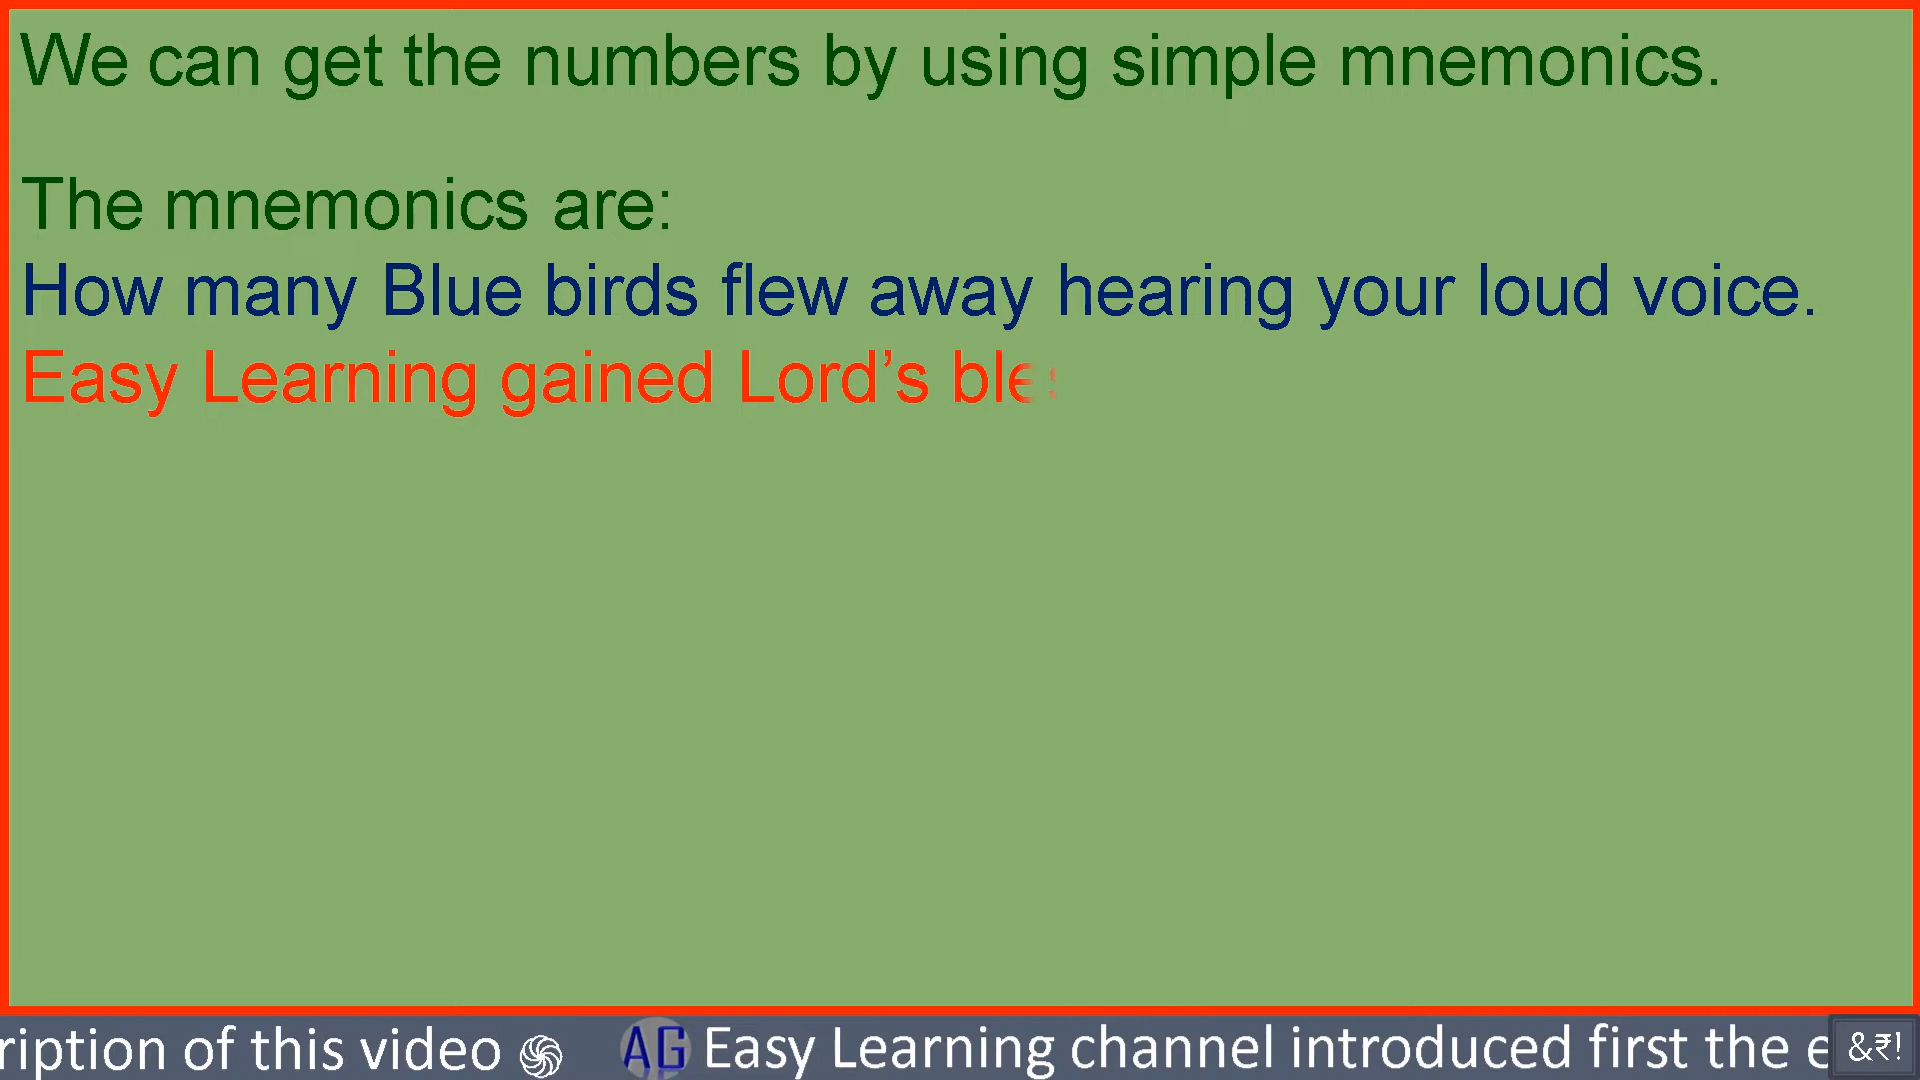 We can get the numbers by using simple mnemonics.
The mnemonics are:
How many Blue birds flew away hearing your loud voice.
Easy Learning gained Lord’s
ription of this video AG Easy Learning channel introduced first the &₹!